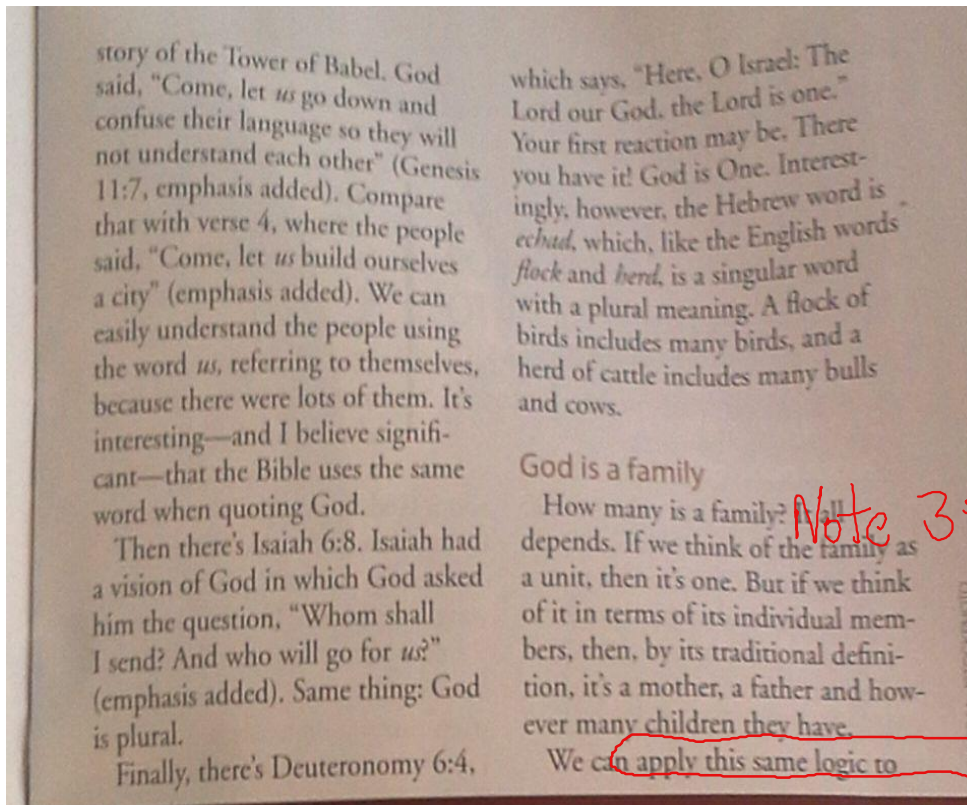 story of the Tower of Babel. God
said, "Come, let us go down and
confuse their language so they will
not understand each other" (Genesis
11:7, emphasis added). Compare
that with verse 4, where the people
said, "Come, let us build ourselves
a city" (emphasis added). We can
easily understand the people using
the word us, referring to themselves,
because there were lots of them. It's
interesting—and I believe signifi-
cant—that the Bible uses the same
word when quoting God.
Then there's Isaiah 6:8. Isaiah had
a vision of God in which God asked
him the question, "Whom shall
I send? And who will go for us?"
(emphasis added). Same thing: God
is plural.
Finally, there's Deuteronomy 6:4,
which says, "Here, O Israel: The
Lord our God, the Lord is one."
Your first reaction may be, There
you have it! God is One. Interest-
ingly, however, the Hebrew word is
echad, which, like the English words
flock and herd, is a singular word
with a plural meaning. A flock of
birds includes many birds, and a
herd of cattle includes many bulls
and cows.
God is a family
How many is a family? It all
Note 3
depends. If we think of the family as
a unit, then it's one. But if we think
of it in terms of its individual mem-
bers, then, by its traditional defini-
tion, it's a mother, a father and how-
ever many children they have.
We can apply this same logic to